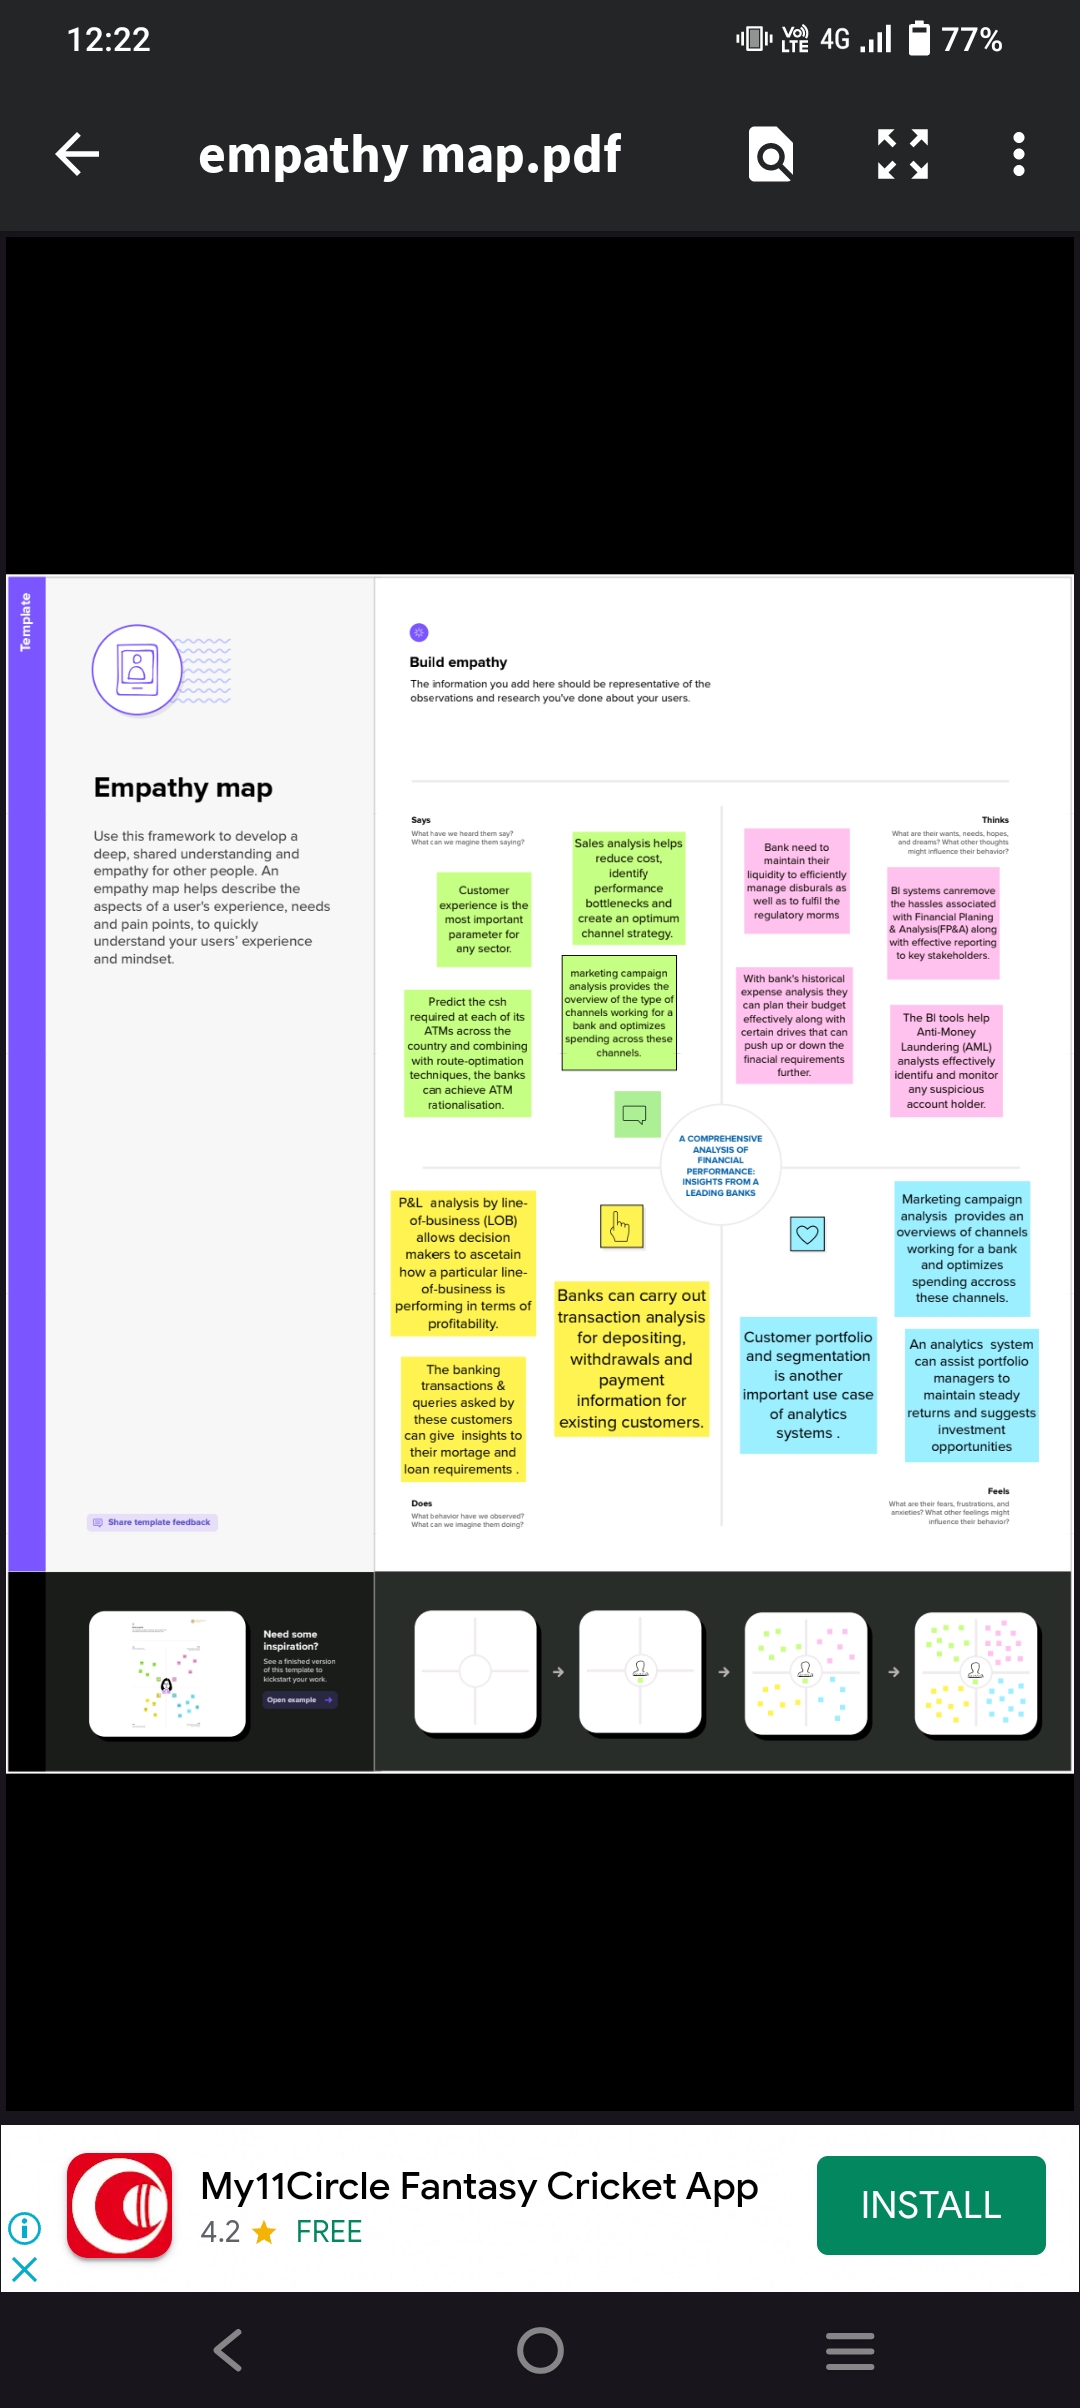 12:22
Vo)) LTE 4G 77%
empathy map.pdf
Template
Empathy map
Use this framework to develop a
deep, shared understanding and
empathy for other people. An
empathy map helps describe the
aspects of a user's experience, needs
and pain points, to quickly
understand your users' experience
and mindset.
Share template feedback
Build empathy
The information you add here should be representative of the
observations and research you've done about your users.
Says
What have we heard them say?
What can we magine them saying?
Customer
experience is the
most important
parameter for
any sector.
Sales analysis helps
reduce cost,
identify
performance
bottlenecks and
create an optimum
channel strategy.
Predict the csh
required at each of its
ATMs across the
country and combining
with route-optimation
techniques, the banks
can achieve ATM
rationalisation.
marketing campaign
analysis provides the
overview of the type of
channels working for a
bank and optimizes
spending across these
channels.
Thinks
What are their wants, needs, hopes,
and dreams? What other thoughts
might influence their behavior?
Bank need to
maintain their
liquidity to efficiently
manage disburals as
well as to fulfil the
regulatory morms
BI systems canremove
the hassles associated
with Financial Planing
& Analysis(FP&A) along
with effective reporting
to key stakeholders.
With bank's historical
expense analysis they
can plan their budget
effectively along with
certain drives that can
push up or down the
finacial requirements
further.
The BI tools help
Anti-Money
Laundering (AML)
analysts effectively
identifu and monitor
any suspicious
account holder.
A COMPREHENSIVE
ANALYSIS OF
FINANCIAL
PERFORMANCE:
INSIGHTS FROM A
LEADING BANKS
P&L analysis by line-
of-business (LOB)
allows decision
makers to ascetain
how a particular line-
of-business is
performing in terms of
profitability.
Banks can carry out
transaction analysis
for depositing,
withdrawals and
payment
information for
existing customers.
The banking
transactions &
queries asked by
these customers
can give insights to
their mortage and
loan requirements .
Does
What behavior have we observed?
What can we imagine them doing?
Marketing campaign
analysis provides an
overviews of channels
working for a bank
and optimizes
spending accross
these channels.
Customer portfolio
and segmentation
is another
important use case
of analytics
systems .
An analytics system
can assist portfolio
managers to
maintain steady
returns and suggests
investment
opportunities
Feels
What are their fears, frustrations, and
anxieties? What other feelings might
influence their behavior?
Need some
inspiration?
See a finished version
of this template to
kickstart your work.
Open example
My11Circle Fantasy Cricket App
4.2 FREE
INSTALL